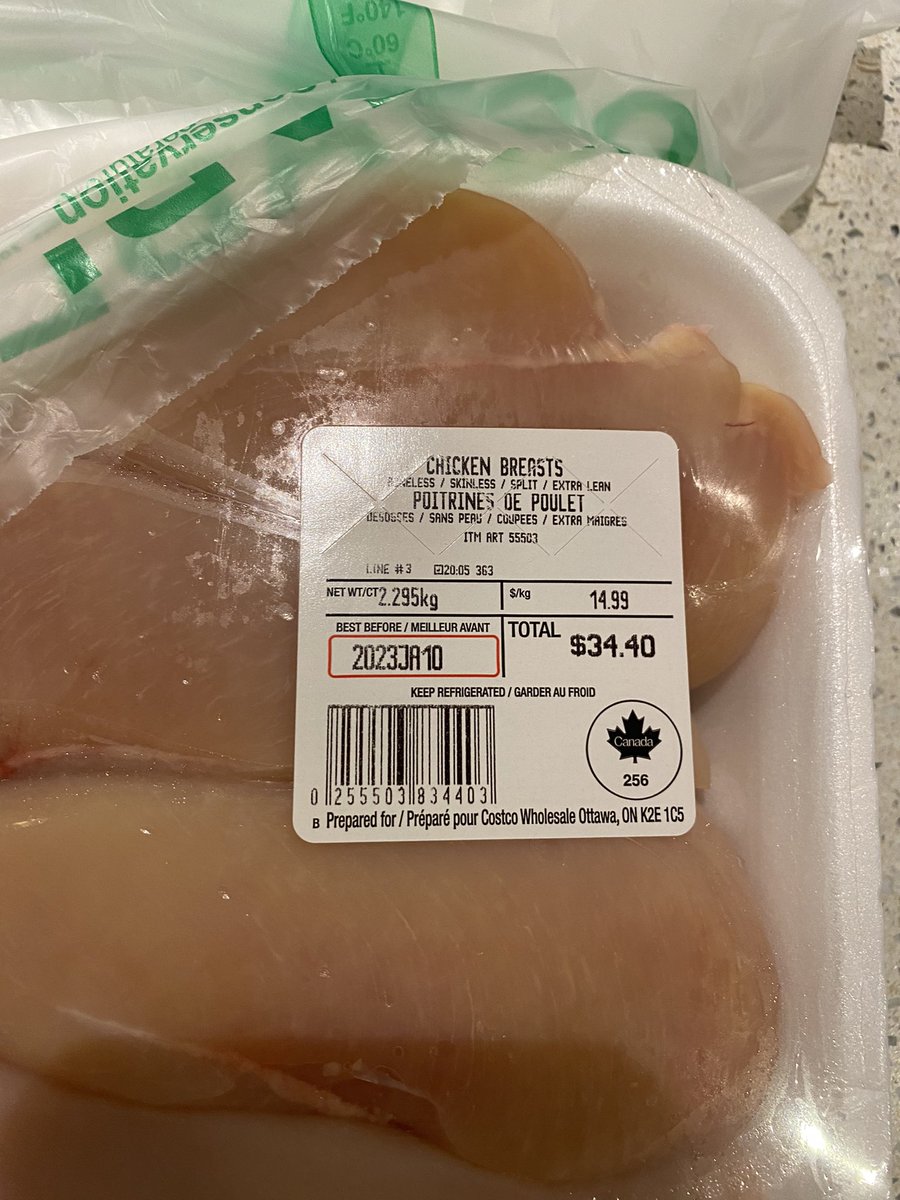 140°F
60°C
Conservation
CHICKEN BREASTS
BONELESS / SKINLESS / SPLIT / EXTRA LEAN
POITRINES DE POULET
DESOSSES / SANS PEAU / COUPEES / EXTRA MAIGRES
ITM ART 55503
LINE #3 20:05 363
NET WT/CT 2.295kg $/kg 14.99
BEST BEFORE / MEILLEUR AVANT TOTAL
2023JA10 $34.40
KEEP REFRIGERATED / GARDER AU FROID
Canada
256
0 255503 834403
B Prepared for / Préparé pour Costco Wholesale Ottawa, ON K2E 1C5